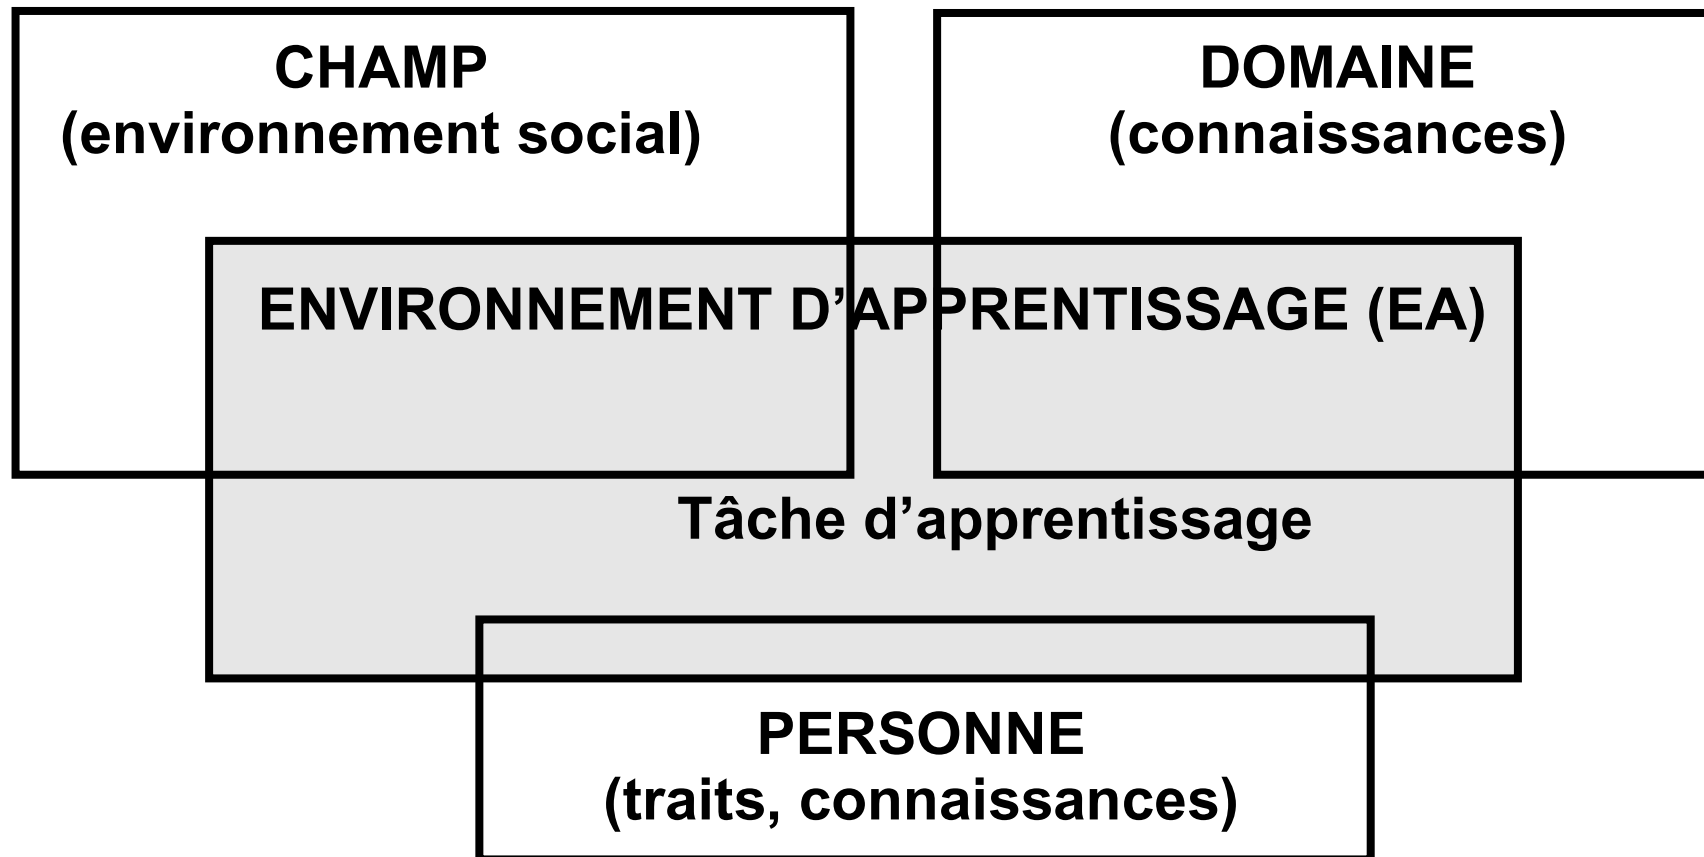 CHAMP
(environnement social)
DOMAINE
(connaissances)
ENVIRONNEMENT D’APPRENTISSAGE (EA)
Tâche d’apprentissage
PERSONNE
(traits, connaissances)